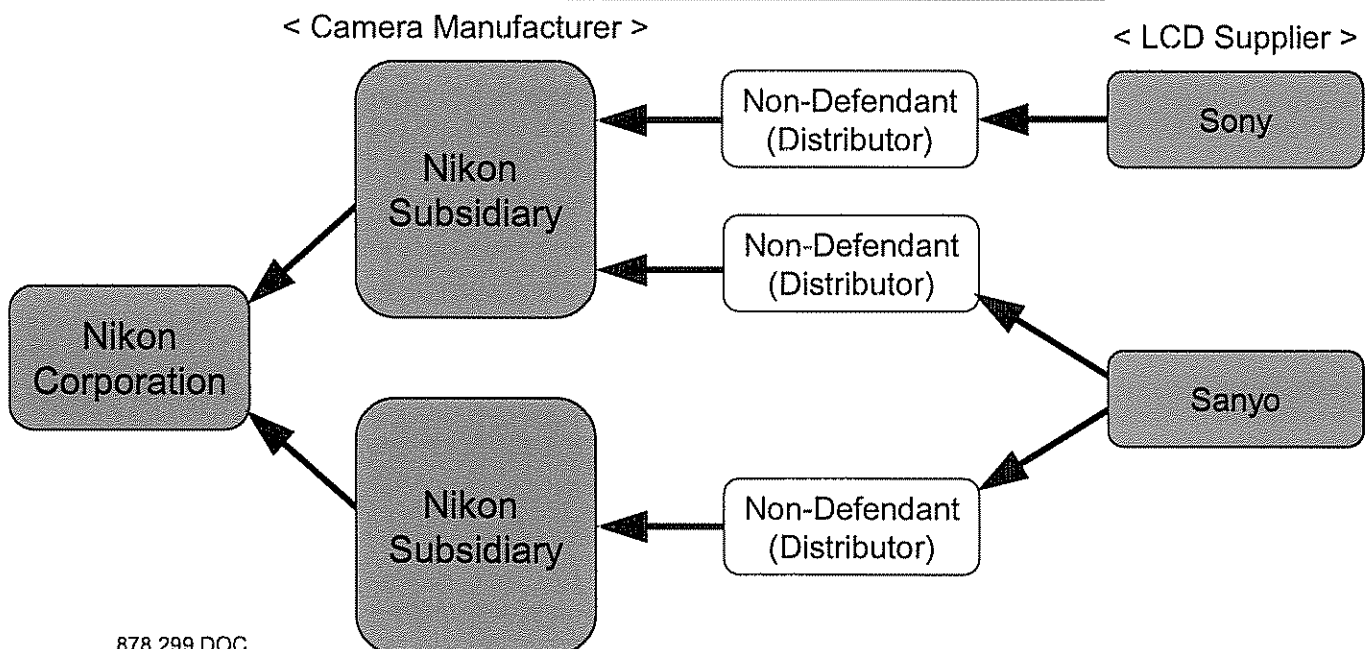 < Camera Manufacturer >
< LCD Supplier >
Non-Defendant
(Distributor)
Sony
Nikon
Subsidiary
Non-Defendant
(Distributor)
Nikon
Corporation
Sanyo
Nikon
Subsidiary
Non-Defendant
(Distributor)
878 299.DOC